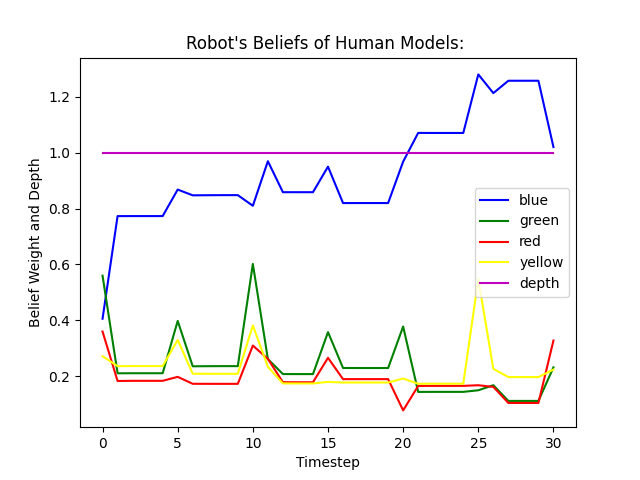 Robot's Beliefs of Human Models:
Belief Weight and Depth
1.2
1.0
0.8
0.6
0.4
0.2
blue
green
red
yellow
depth
0 5 10 15 20 25 30
Timestep